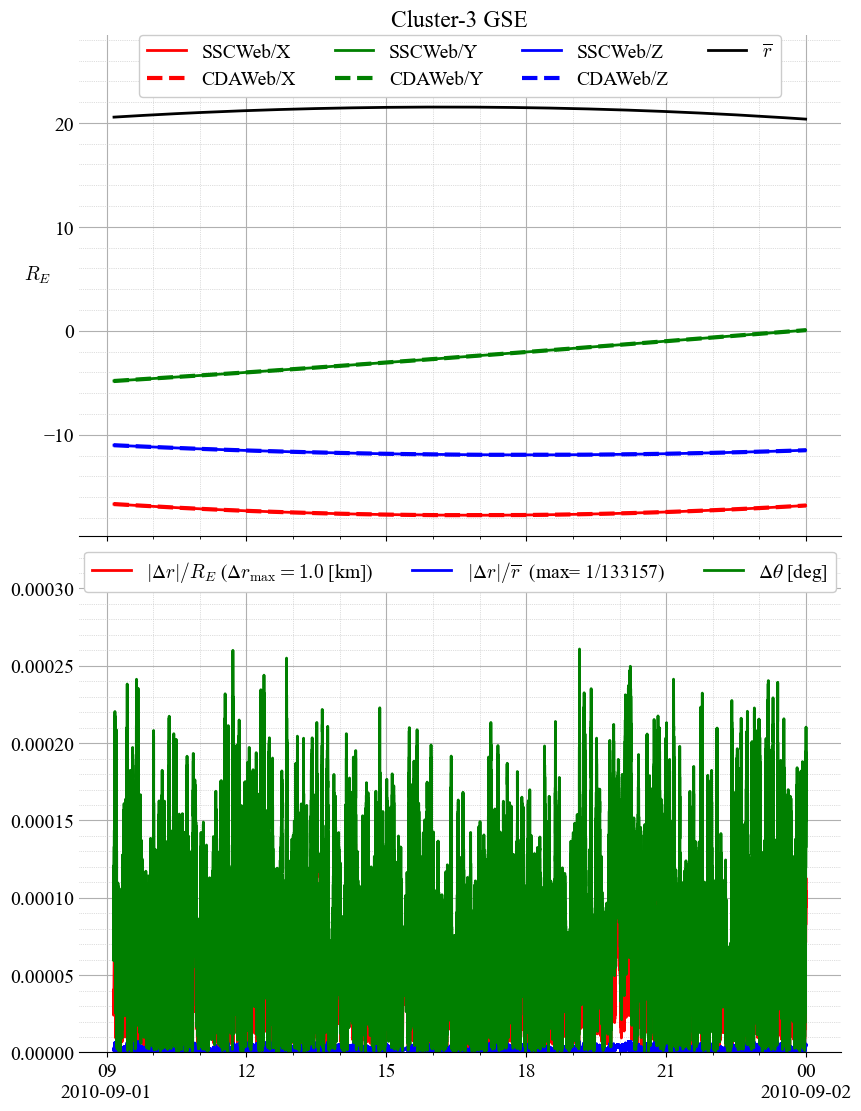 Cluster-3 GSE
SSCWeb/X SSCWeb/Y SSCWeb/Z r̅
CDAWeb/X CDAWeb/Y CDAWeb/Z
20
10
R_E
0
−10
|Δr|/R_E (Δr_max = 1.0 [km]) |Δr|/r̅ (max= 1/133157) Δθ [deg]
0.00030
0.00025
0.00020
0.00015
0.00010
0.00005
0.00000
09 12 15 18 21 00
2010-09-01 2010-09-02